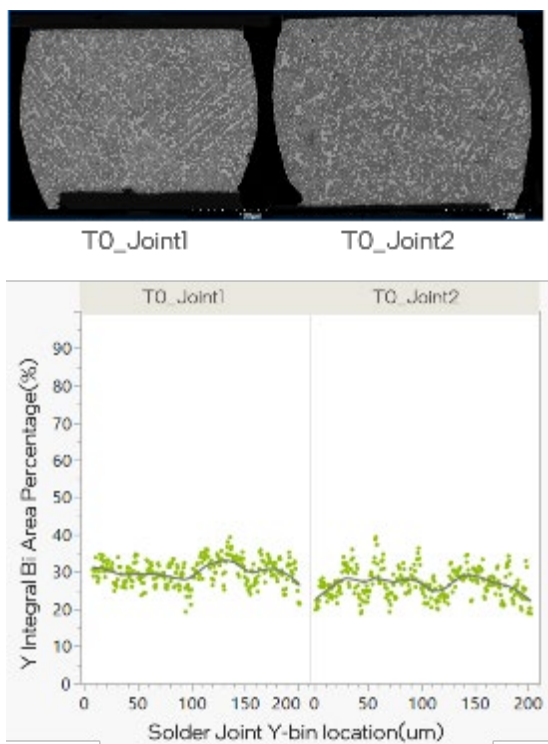 T0_Joint1 T0_Joint2
T0_Joint1 T0_Joint2
Y Integral Bi Area Percentage(%)
90
80
70
60
50
40
30
20
10
0
0 50 100 150 200 0 50 100 150 200
Solder Joint Y-bin location(um)